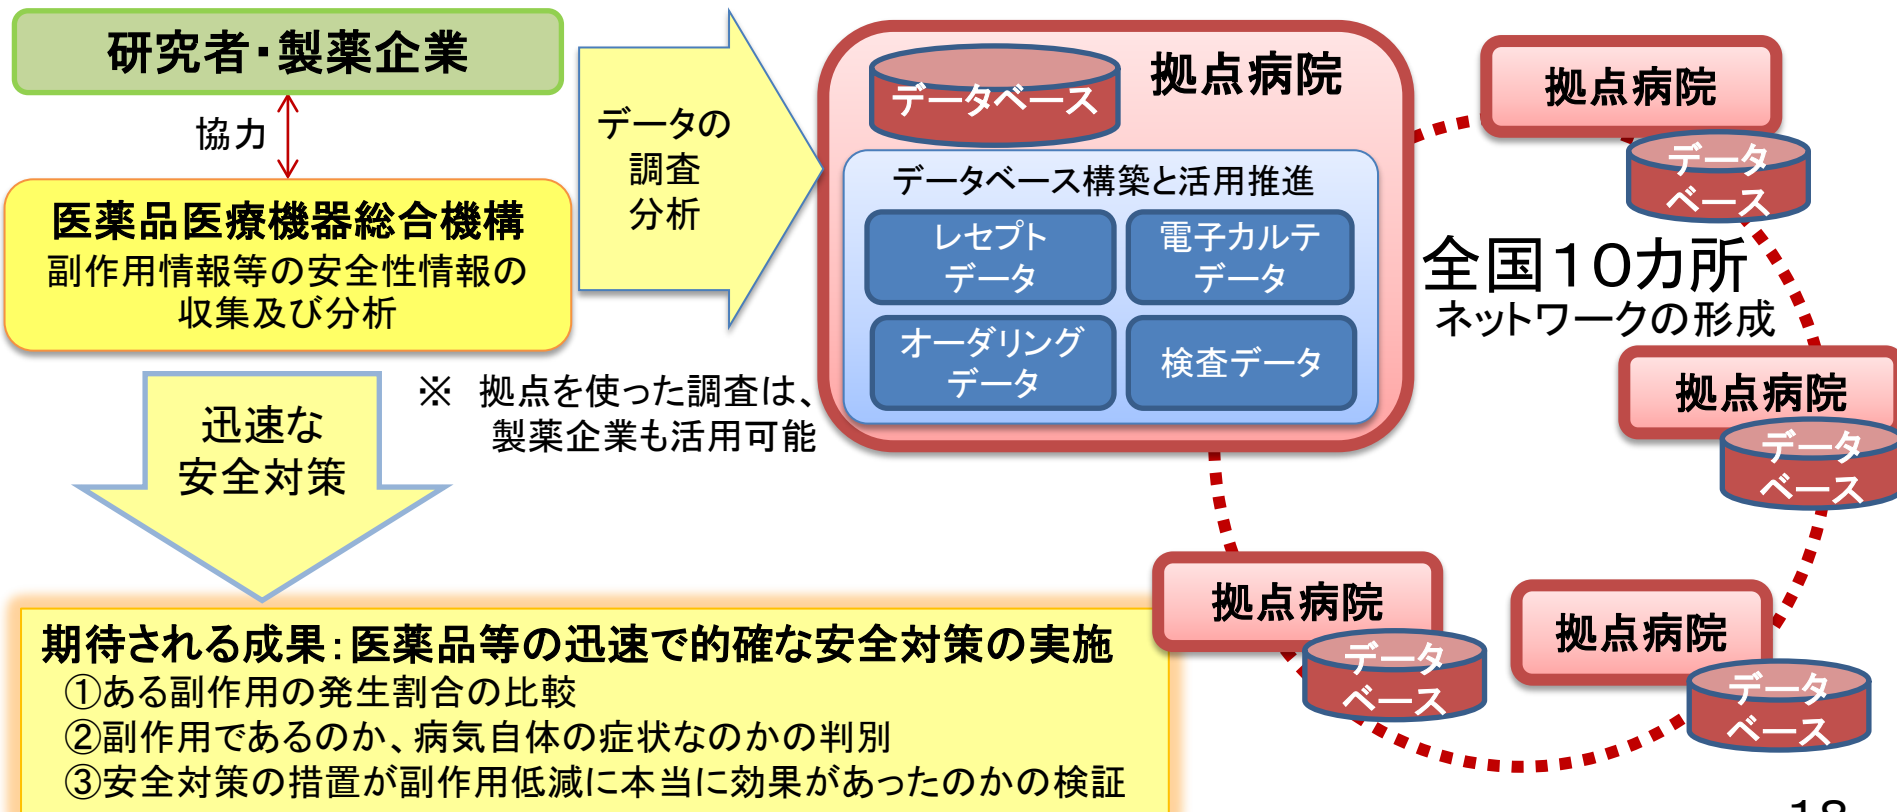 研究者・製薬企業
協力
医薬品医療機器総合機構
副作用情報等の安全性情報の
収集及び分析
データの
調査
分析
拠点病院
データベース
データベース構築と活用推進
レセプト
データ
電子カルテ
データ
オーダリング
データ
検査データ
拠点病院
データ
ベース
全国10カ所
ネットワークの形成
拠点病院
データ
ベース
※ 拠点を使った調査は、
製薬企業も活用可能
迅速な
安全対策
拠点病院
データ
ベース
拠点病院
データ
ベース
期待される成果:医薬品等の迅速で的確な安全対策の実施
①ある副作用の発生割合の比較
②副作用であるのか、病気自体の症状なのかの判別
③安全対策の措置が副作用低減に本当に効果があったのかの検証